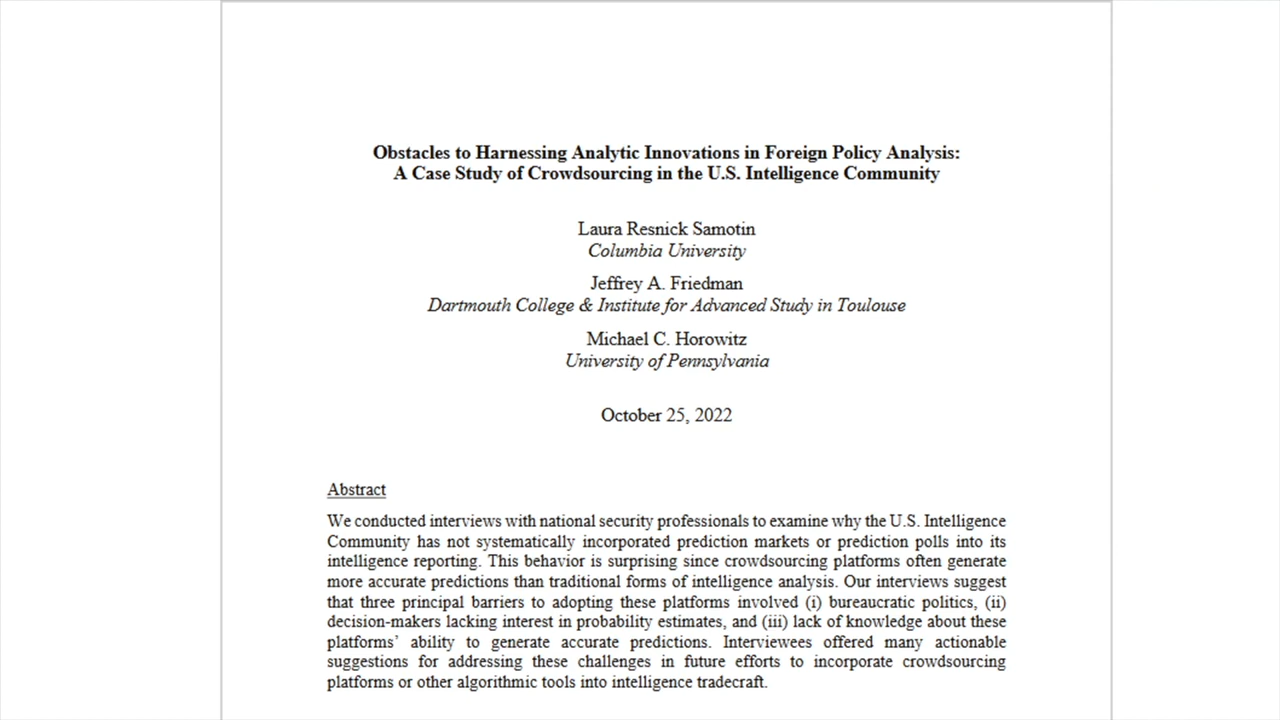 Obstacles to Harnessing Analytic Innovations in Foreign Policy Analysis:
A Case Study of Crowdsourcing in the U.S. Intelligence Community
Laura Resnick Samotin
Columbia University
Jeffrey A. Friedman
Dartmouth College & Institute for Advanced Study in Toulouse
Michael C. Horowitz
University of Pennsylvania
October 25, 2022
Abstract
We conducted interviews with national security professionals to examine why the U.S. Intelligence
Community has not systematically incorporated prediction markets or prediction polls into its
intelligence reporting. This behavior is surprising since crowdsourcing platforms often generate
more accurate predictions than traditional forms of intelligence analysis. Our interviews suggest
that three principal barriers to adopting these platforms involved (i) bureaucratic politics, (ii)
decision-makers lacking interest in probability estimates, and (iii) lack of knowledge about these
platforms’ ability to generate accurate predictions. Interviewees offered many actionable
suggestions for addressing these challenges in future efforts to incorporate crowdsourcing
platforms or other algorithmic tools into intelligence tradecraft.